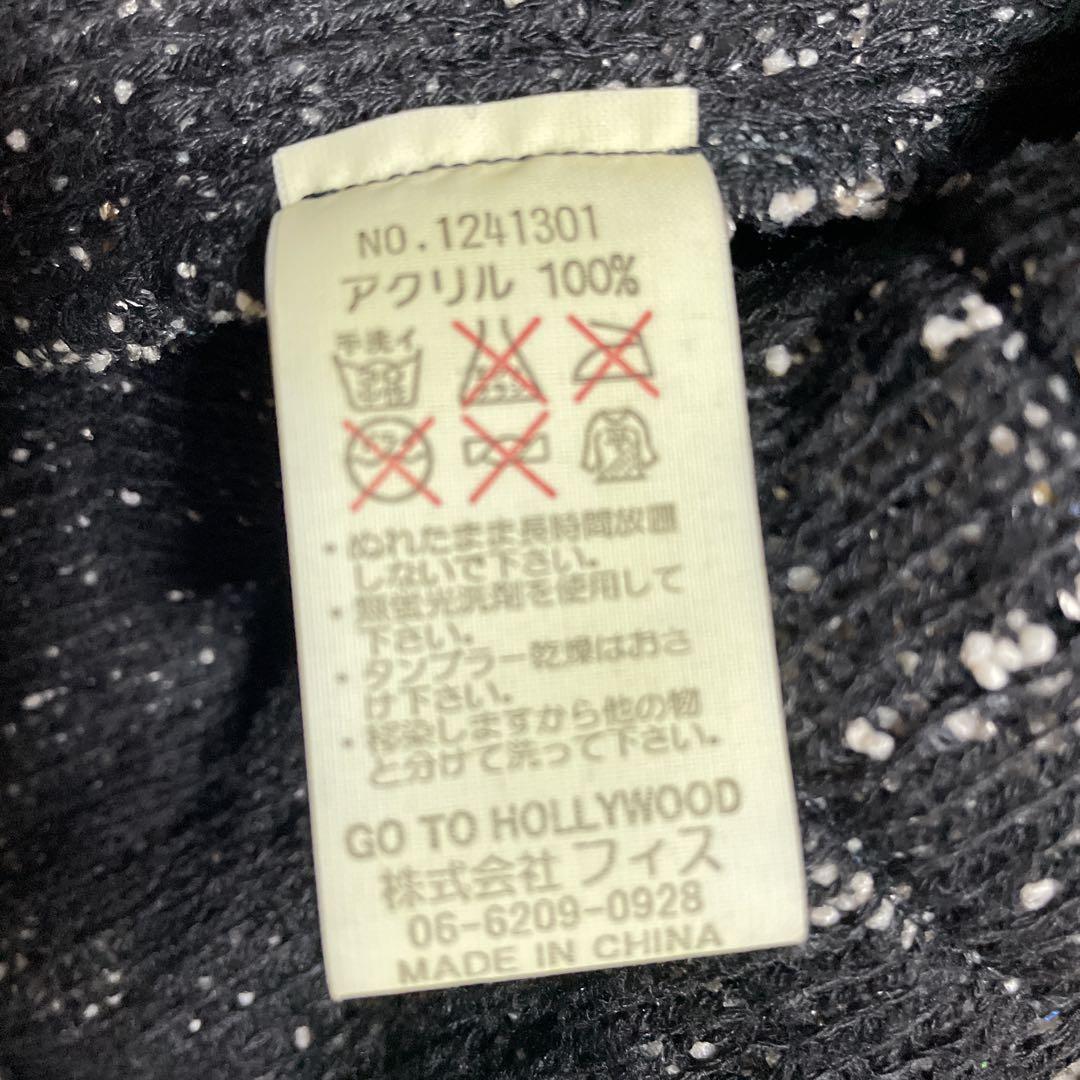 NO.1241301
アクリル 100%
手洗イ
・ぬれたまま長時間放置
しないで下さい。
・無蛍光洗剤を使用して
下さい。
・タンブラー乾燥はおさ
け下さい。
・移染しますから他の物
と分けて洗って下さい。
GO TO HOLLYWOOD
株式会社 フィス
06-6209-0928
MADE IN CHINA